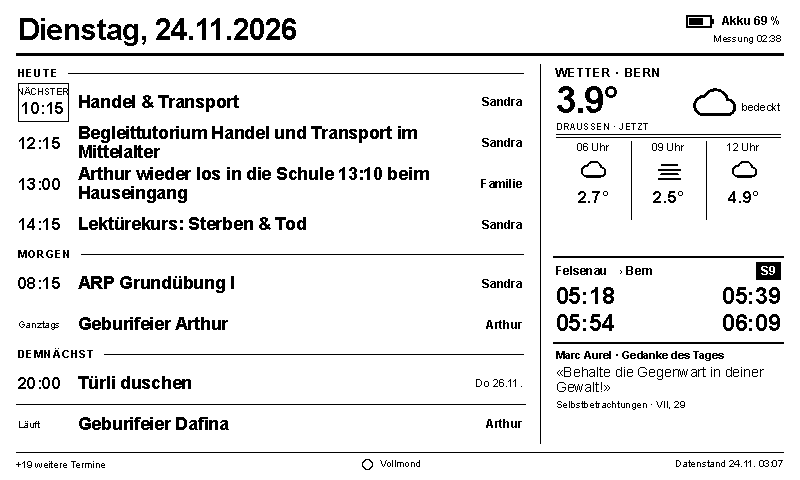 Dienstag, 24.11.2026
Akku 69 %
Messung 02:38
HEUTE
NÄCHSTER
10:15 Handel & Transport Sandra
12:15 Begleittutorium Handel und Transport im Mittelalter Sandra
13:00 Arthur wieder los in die Schule 13:10 beim Hauseingang Familie
14:15 Lektürekurs: Sterben & Tod Sandra
MORGEN
08:15 ARP Grundübung I Sandra
Ganztags Geburifeier Arthur Arthur
DEMNÄCHST
20:00 Türli duschen Do 26.11.
Läuft Geburifeier Dafina Arthur
WETTER · BERN
3.9° bedeckt
DRAUSSEN · JETZT
06 Uhr 09 Uhr 12 Uhr
2.7° 2.5° 4.9°
Felsenau › Bern S9
05:18 05:39
05:54 06:09
Marc Aurel · Gedanke des Tages
«Behalte die Gegenwart in deiner
Gewalt!»
Selbstbetrachtungen · VII, 29
+19 weitere Termine
Vollmond
Datenstand 24.11. 03:07